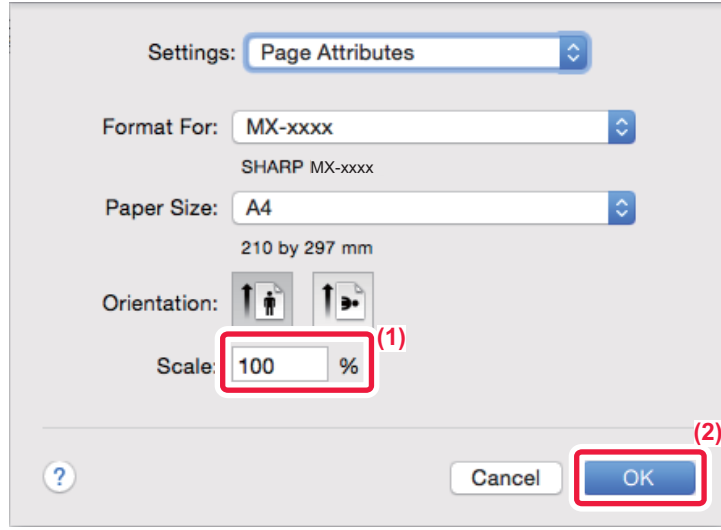 Settings: Page Attributes
Format For: MX-xxxx
SHARP MX-xxxx
Paper Size: A4
210 by 297 mm
Orientation:
(1)
Scale: 100 %
(2)
? Cancel OK